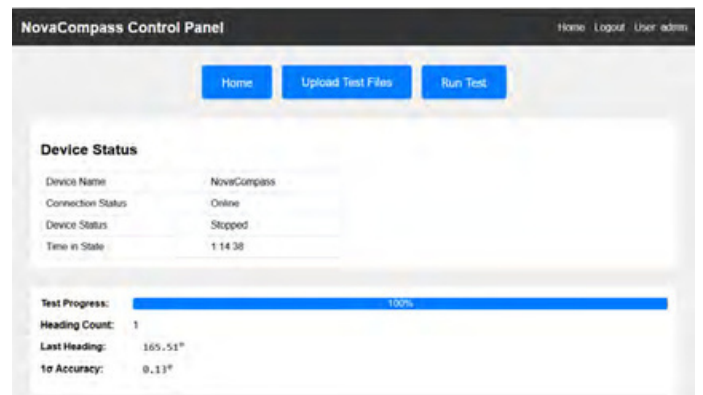 NovaCompass Control Panel Home Logout User admin
Home Upload Test Files Run Test
Device Status
Device Name NovaCompass
Connection Status Online
Device Status Stopped
Time in State 1:14:38
Test Progress: 100%
Heading Count: 1
Last Heading: 165.51°
1σ Accuracy: 0.13°